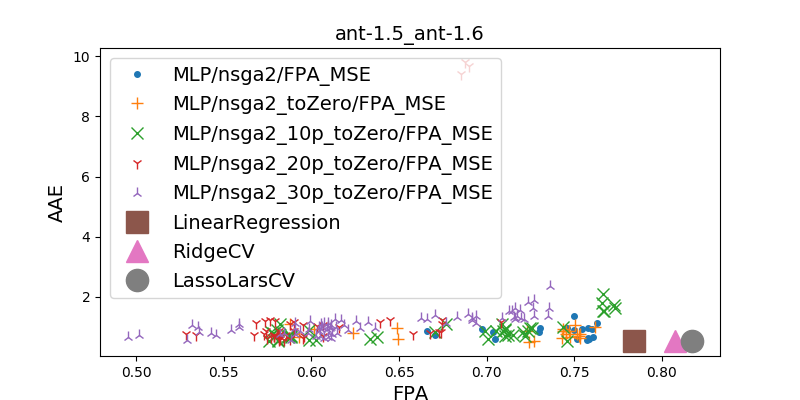 ant-1.5_ant-1.6
10
8
6
4
2
AAE
MLP/nsga2/FPA_MSE
MLP/nsga2_toZero/FPA_MSE
MLP/nsga2_10p_toZero/FPA_MSE
MLP/nsga2_20p_toZero/FPA_MSE
MLP/nsga2_30p_toZero/FPA_MSE
LinearRegression
RidgeCV
LassoLarsCV
0.50 0.55 0.60 0.65 0.70 0.75 0.80
FPA